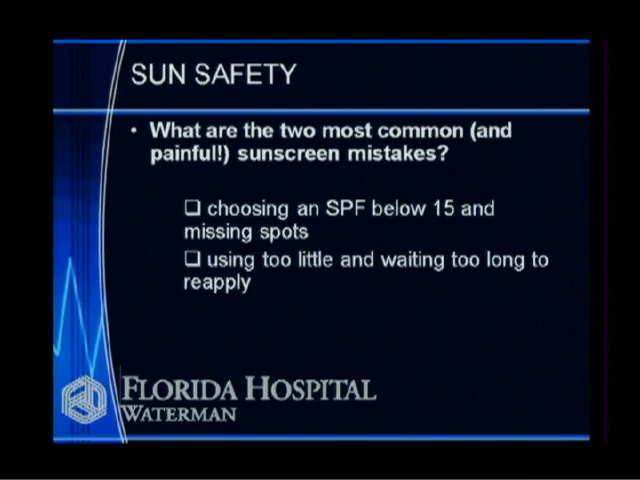 SUN SAFETY
• What are the two most common (and
painful!) sunscreen mistakes?
❑ choosing an SPF below 15 and
missing spots
❑ using too little and waiting too long to
reapply
FLORIDA HOSPITAL
WATERMAN